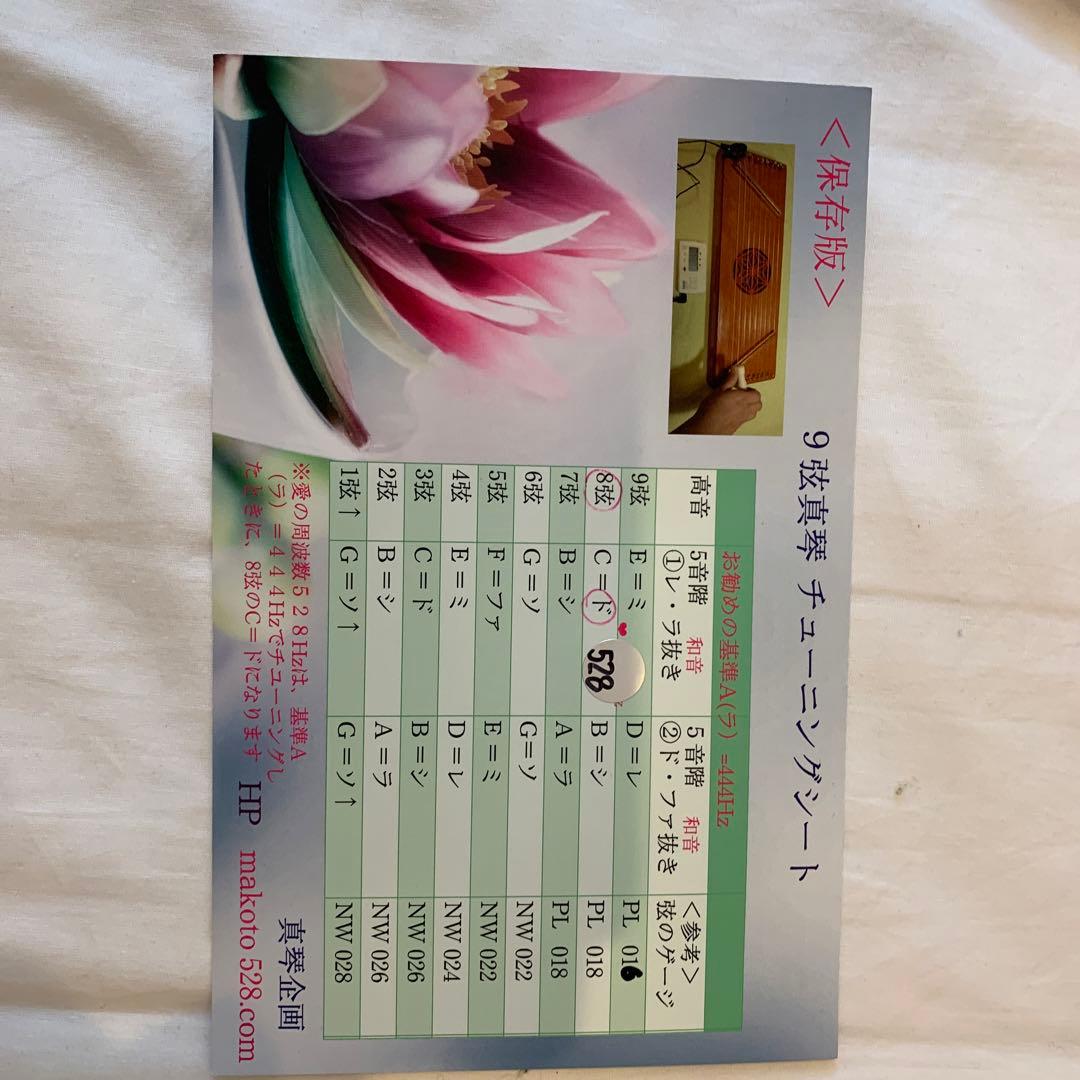 ＜保存版＞
9弦真琴 チューニングシート
お勧めの基準A(ラ) =444Hz
高音 5音階 和音 ①レ・ラ抜き 5音階 和音 ②ド・ファ抜き ＜参考＞ 弦のゲージ
9弦 E＝ミ D＝レ PL 016
8弦 C＝ド 528 B＝シ PL 018
7弦 B＝シ A＝ラ PL 018
6弦 G＝ソ G＝ソ NW 022
5弦 F＝ファ E＝ミ NW 022
4弦 E＝ミ D＝レ NW 024
3弦 C＝ド B＝シ NW 026
2弦 B＝シ A＝ラ NW 026
1弦↑ G＝ソ↑ G＝ソ↑ NW 028
※愛の周波数528Hzは、基準A
(ラ)＝444Hzでチューニングし
たときに、8弦のC＝ドになります
真琴企画
HP makoto 528.com